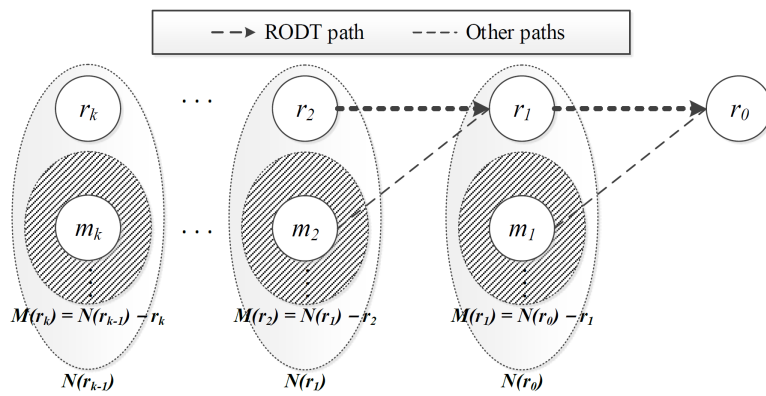 RODT path Other paths
r_k . . . r_2 r_1 r_0
m_k . . . m_2 m_1
M(r_k) = N(r_{k-1}) – r_k M(r_2) = N(r_1) – r_2 M(r_1) = N(r_0) – r_1
N(r_{k-1}) N(r_1) N(r_0)